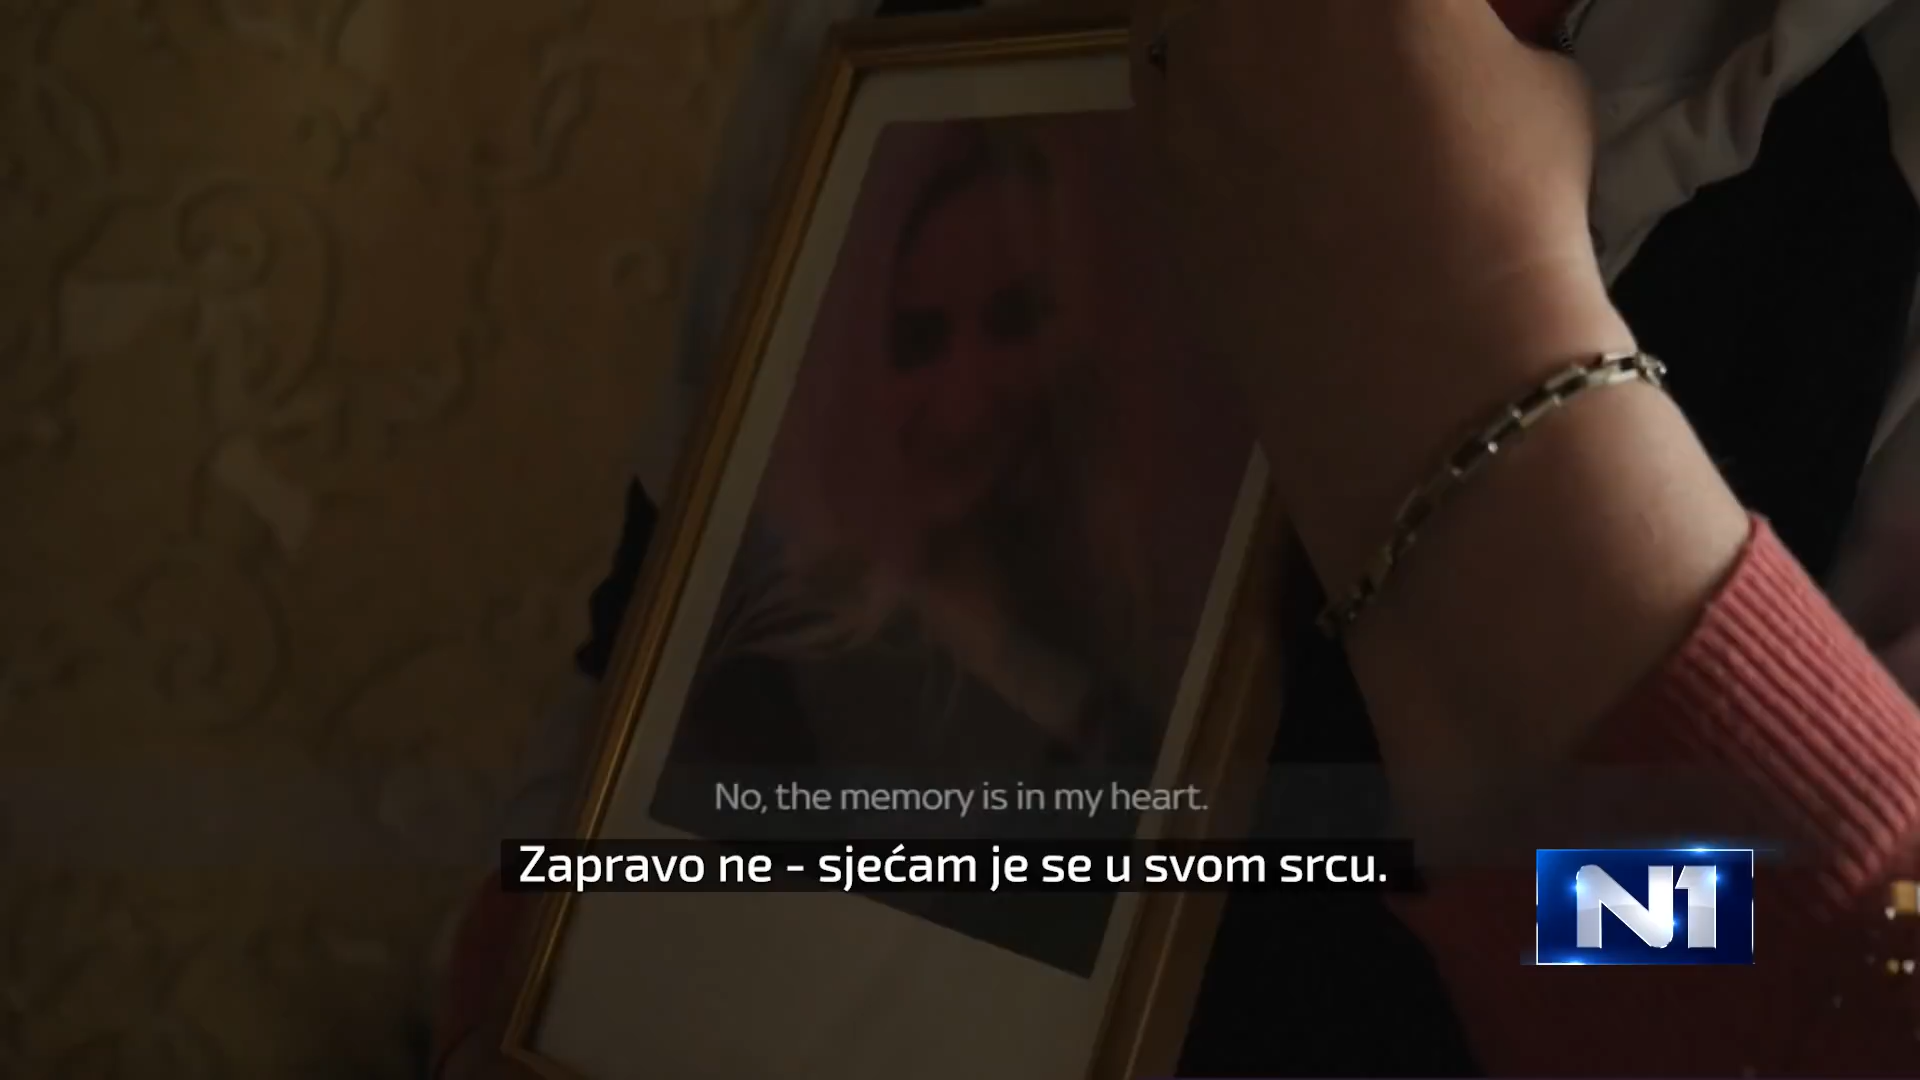 No, the memory is in my heart.
Zapravo ne - sjećam je se u svom srcu.
N1